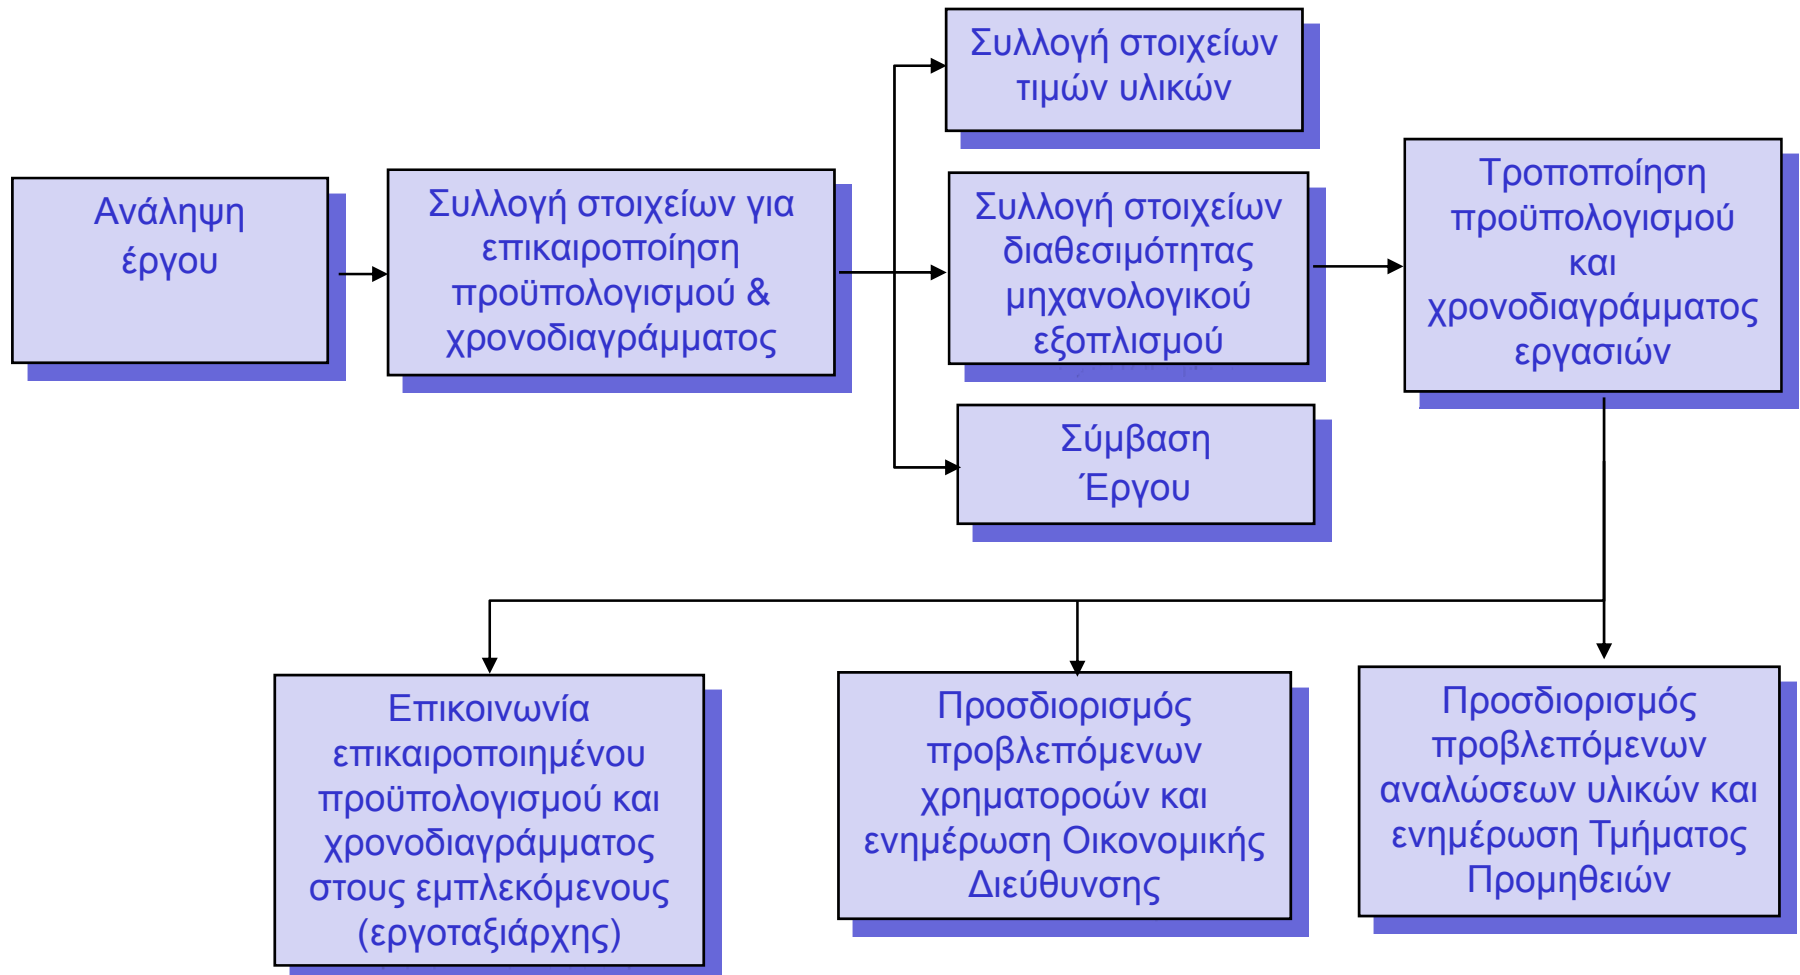 Ανάληψη
έργου
Συλλογή στοιχείων για
επικαιροποίηση
προϋπολογισμού &
χρονοδιαγράμματος
Συλλογή στοιχείων
τιμών υλικών
Συλλογή στοιχείων
διαθεσιμότητας
μηχανολογικού
εξοπλισμού
Σύμβαση
Έργου
Τροποποίηση
προϋπολογισμού
και
χρονοδιαγράμματος
εργασιών
Επικοινωνία
επικαιροποιημένου
προϋπολογισμού και
χρονοδιαγράμματος
στους εμπλεκόμενους
(εργοταξιάρχης)
Προσδιορισμός
προβλεπόμενων
χρηματοροών και
ενημέρωση Οικονομικής
Διεύθυνσης
Προσδιορισμός
προβλεπόμενων
αναλώσεων υλικών και
ενημέρωση Τμήματος
Προμηθειών